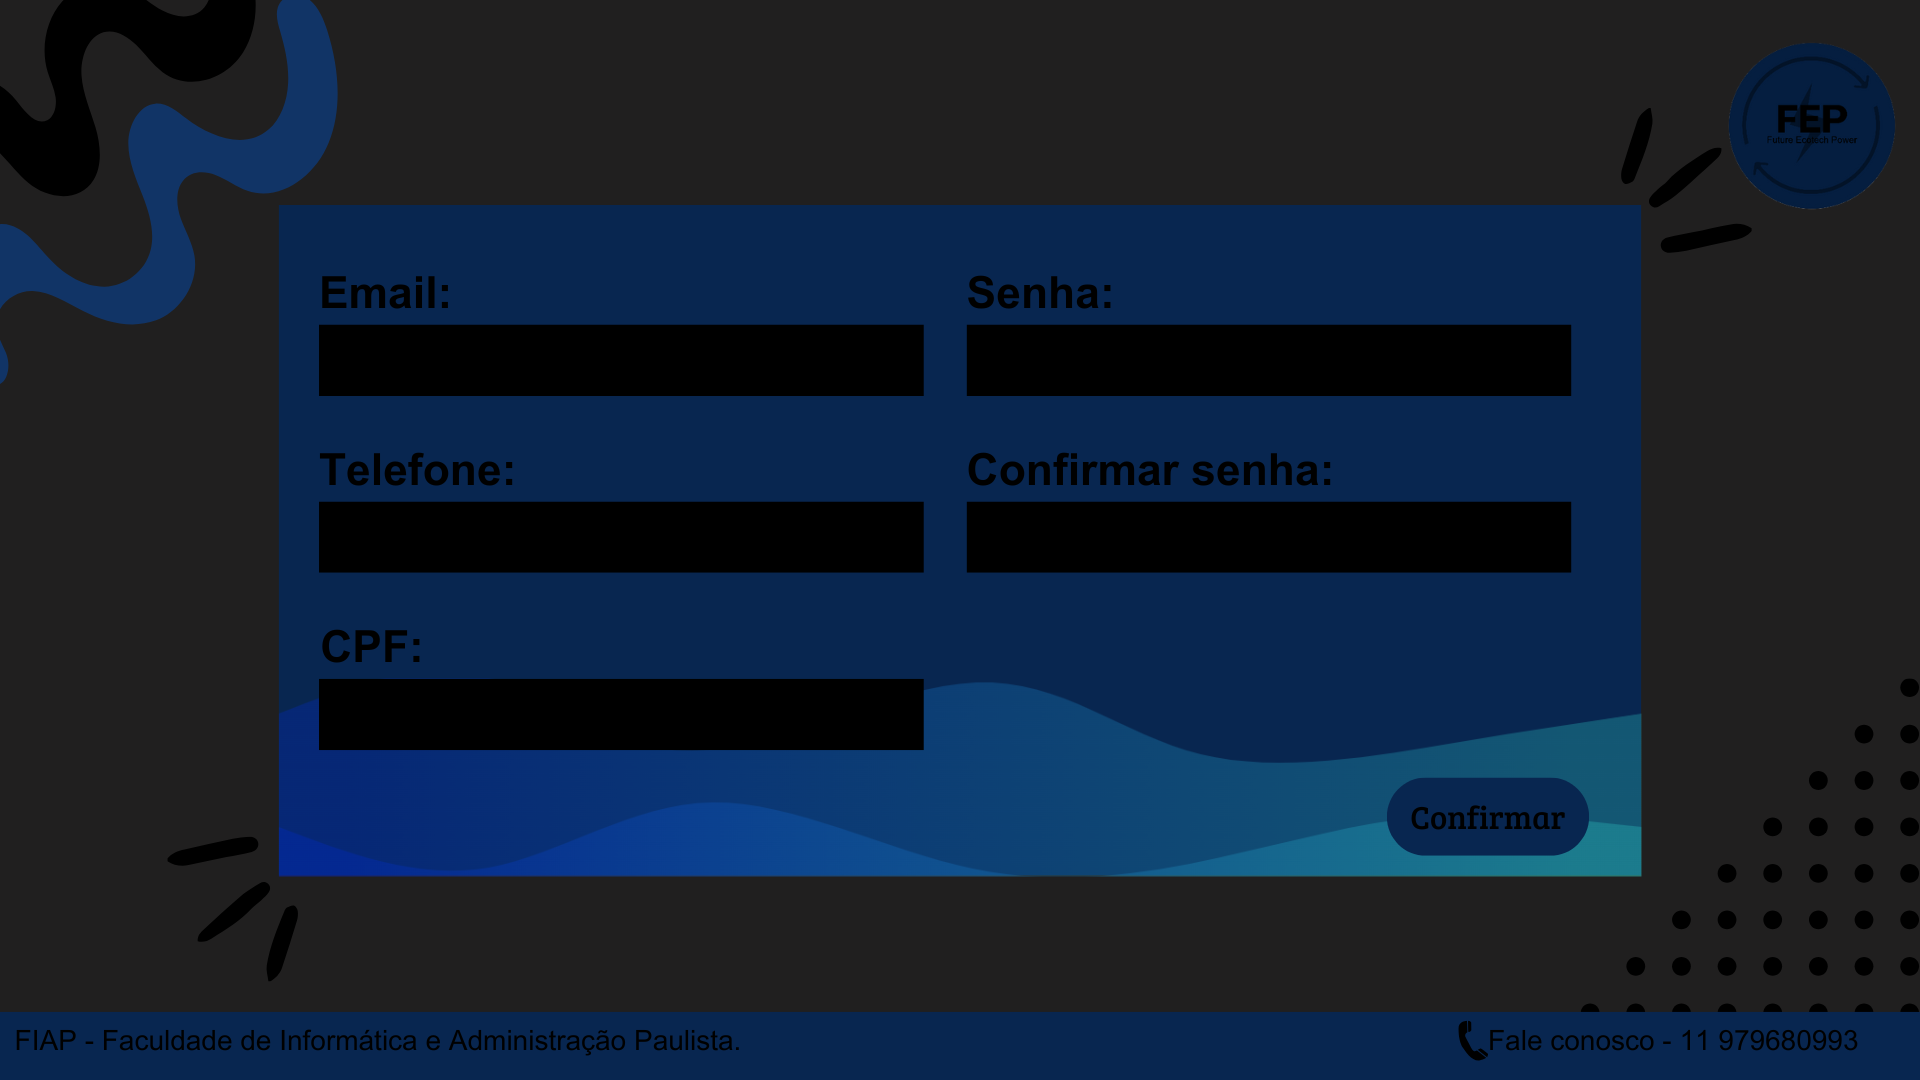 FEP
Future Ecotech Power
Email:
Senha:
Telefone:
Confirmar senha:
CPF:
Confirmar
FIAP - Faculdade de Informática e Administração Paulista.
Fale conosco - 11 979680993